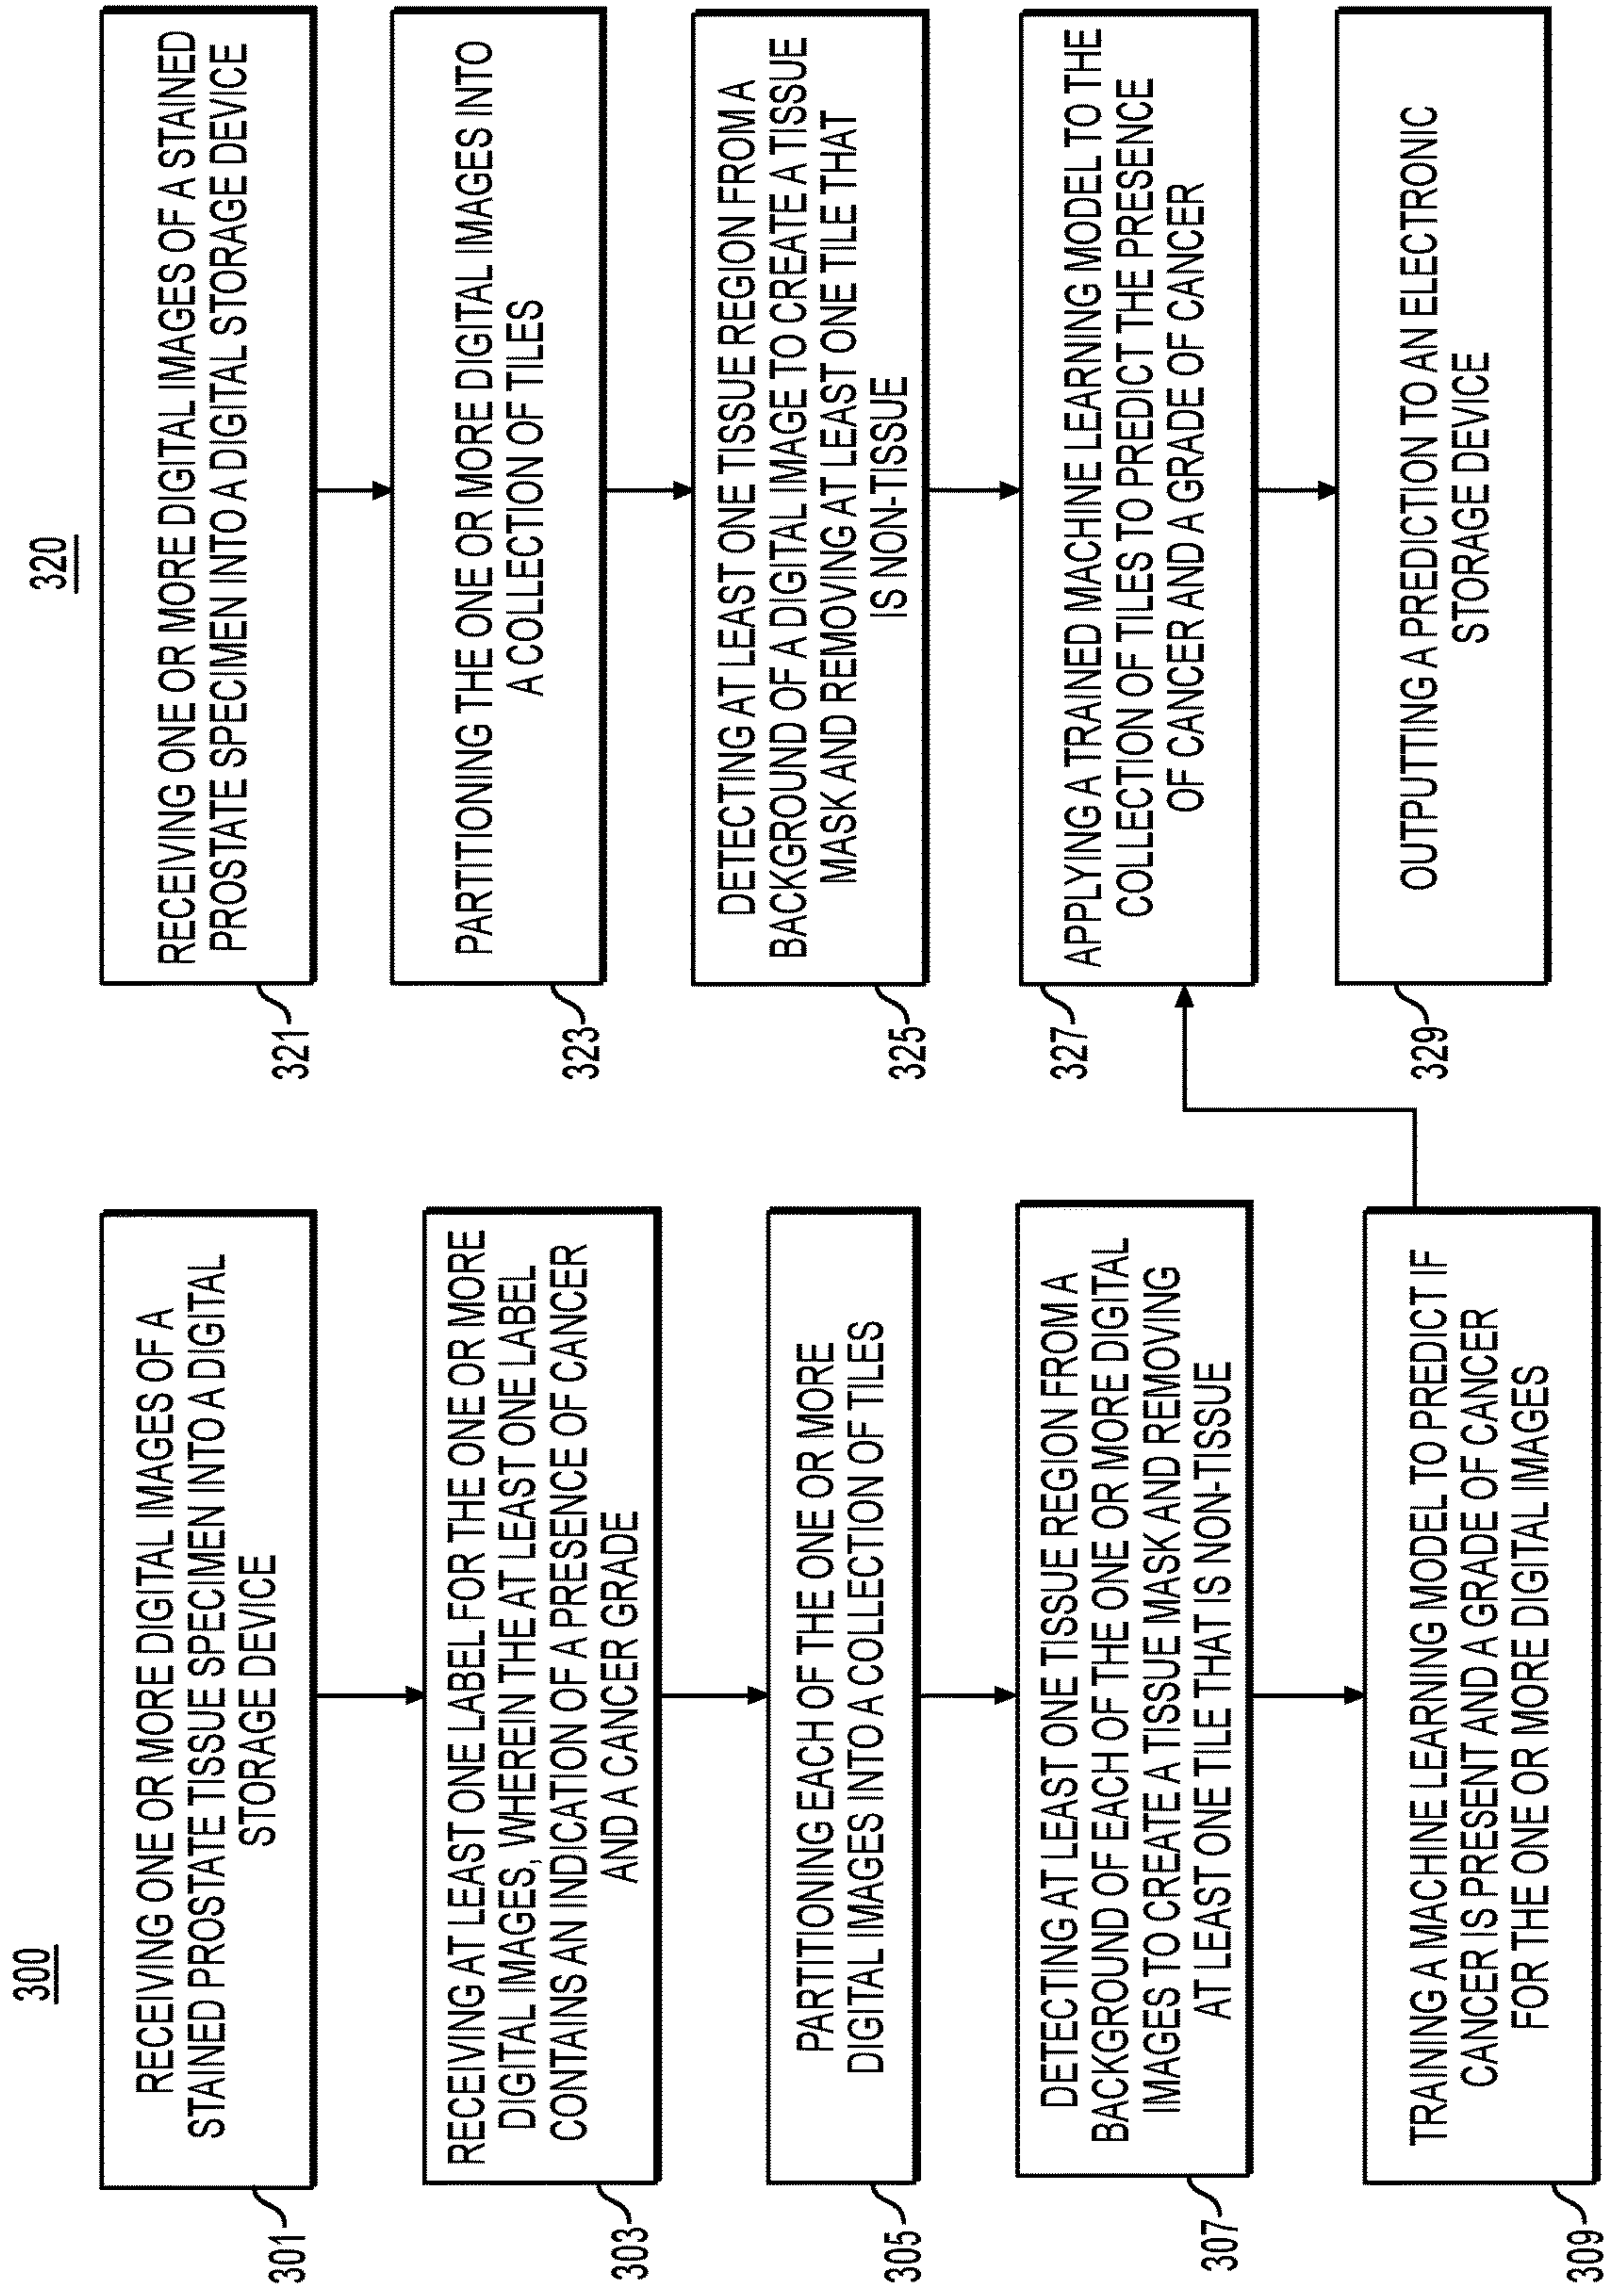 300
301
RECEIVING ONE OR MORE DIGITAL IMAGES OF A
STAINED PROSTATE TISSUE SPECIMEN INTO A DIGITAL
STORAGE DEVICE
303
RECEIVING AT LEAST ONE LABEL FOR THE ONE OR MORE
DIGITAL IMAGES, WHEREIN THE AT LEAST ONE LABEL
CONTAINS AN INDICATION OF A PRESENCE OF CANCER
AND A CANCER GRADE
305
PARTITIONING EACH OF THE ONE OR MORE
DIGITAL IMAGES INTO A COLLECTION OF TILES
307
DETECTING AT LEAST ONE TISSUE REGION FROM A
BACKGROUND OF EACH OF THE ONE OR MORE DIGITAL
IMAGES TO CREATE A TISSUE MASK AND REMOVING
AT LEAST ONE TILE THAT IS NON-TISSUE
309
TRAINING A MACHINE LEARNING MODEL TO PREDICT IF
CANCER IS PRESENT AND A GRADE OF CANCER
FOR THE ONE OR MORE DIGITAL IMAGES
320
321
RECEIVING ONE OR MORE DIGITAL IMAGES OF A STAINED
PROSTATE SPECIMEN INTO A DIGITAL STORAGE DEVICE
323
PARTITIONING THE ONE OR MORE DIGITAL IMAGES INTO
A COLLECTION OF TILES
325
DETECTING AT LEAST ONE TISSUE REGION FROM A
BACKGROUND OF A DIGITAL IMAGE TO CREATE A TISSUE
MASK AND REMOVING AT LEAST ONE TILE THAT
IS NON-TISSUE
327
APPLYING A TRAINED MACHINE LEARNING MODEL TO THE
COLLECTION OF TILES TO PREDICT THE PRESENCE
OF CANCER AND A GRADE OF CANCER
329
OUTPUTTING A PREDICTION TO AN ELECTRONIC
STORAGE DEVICE